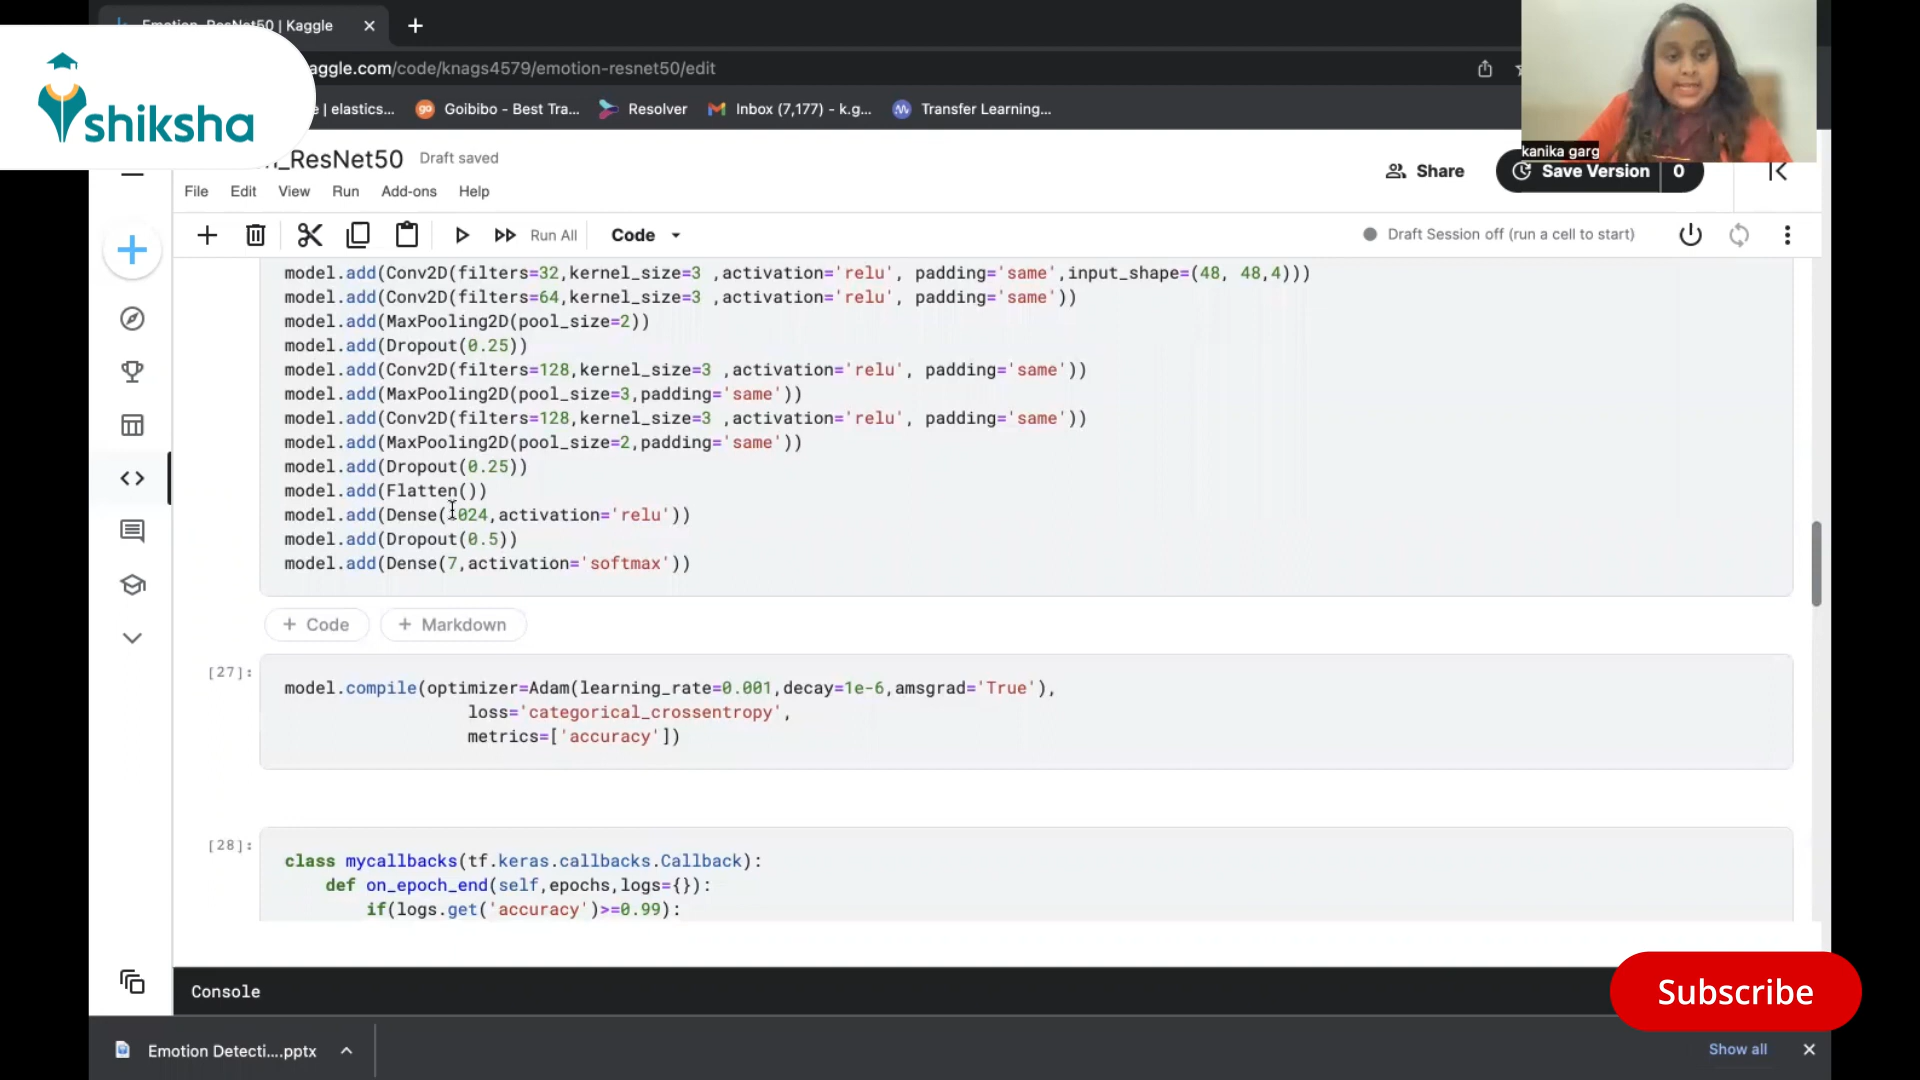 Emotion_ResNet50 | Kaggle
aggle.com/code/knags4579/emotion-resnet50/edit
shiksha
| elastics...
Goibibo - Best Tra...
Resolver
Inbox (7,177) - k.g...
Transfer Learning...
kanika garg
_ResNet50
Draft saved
File
Edit
View
Run
Add-ons
Help
Share
Save Version
0
Run All
Code
Draft Session off (run a cell to start)
model.add(Conv2D(filters=32,kernel_size=3 ,activation='relu', padding='same',input_shape=(48, 48,4)))
model.add(Conv2D(filters=64,kernel_size=3 ,activation='relu', padding='same'))
model.add(MaxPooling2D(pool_size=2))
model.add(Dropout(0.25))
model.add(Conv2D(filters=128,kernel_size=3 ,activation='relu', padding='same'))
model.add(MaxPooling2D(pool_size=3,padding='same'))
model.add(Conv2D(filters=128,kernel_size=3 ,activation='relu', padding='same'))
model.add(MaxPooling2D(pool_size=2,padding='same'))
model.add(Dropout(0.25))
model.add(Flatten())
model.add(Dense(1024,activation='relu'))
model.add(Dropout(0.5))
model.add(Dense(7,activation='softmax'))
+ Code
+ Markdown
[27]:
model.compile(optimizer=Adam(learning_rate=0.001,decay=1e-6,amsgrad='True'),
loss='categorical_crossentropy',
metrics=['accuracy'])
[28]:
class mycallbacks(tf.keras.callbacks.Callback):
def on_epoch_end(self,epochs,logs={}):
if(logs.get('accuracy')>=0.99):
Console
Subscribe
Emotion Detecti....pptx
Show all